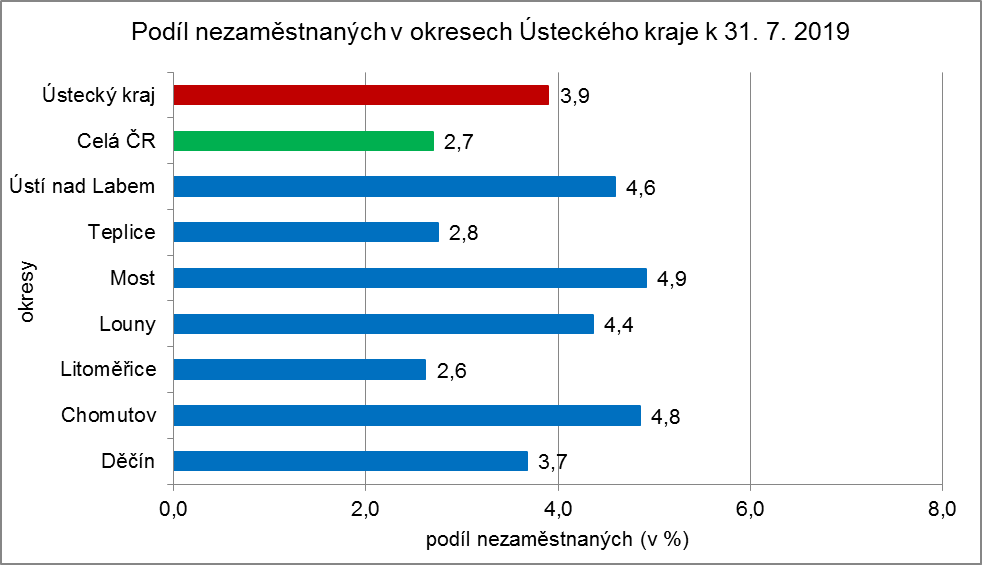 Podíl nezaměstnaných v okresech Ústeckého kraje k 31. 7. 2019
Ústecký kraj 3,9
Celá ČR 2,7
Ústí nad Labem 4,6
Teplice 2,8
Most 4,9
Louny 4,4
Litoměřice 2,6
Chomutov 4,8
Děčín 3,7
okresy
0,0 2,0 4,0 6,0 8,0
podíl nezaměstnaných (v %)